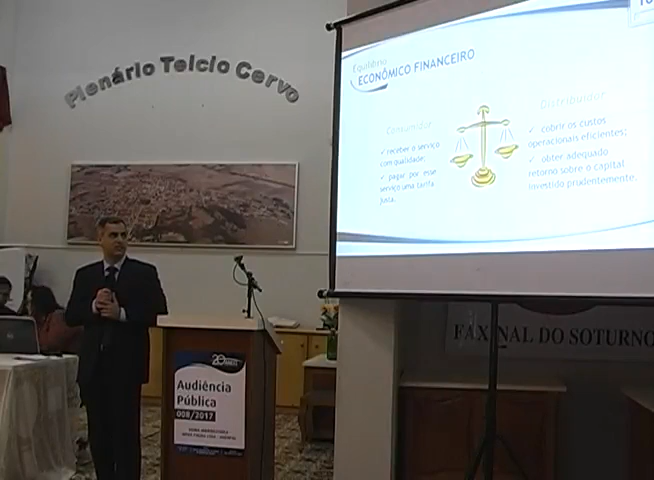 Plenário Telcio Cervo
Equilíbrio
ECONÔMICO FINANCEIRO
Consumidor
✓ receber o serviço
com qualidade;
✓ pagar por esse
serviço uma tarifa
justa.
Distribuidor
✓ cobrir os custos
operacionais eficientes;
✓ obter adequado
retorno sobre o capital
investido prudentemente.
FAXINAL DO SOTURNO
20 ANOS
Audiência
Pública
008/2017